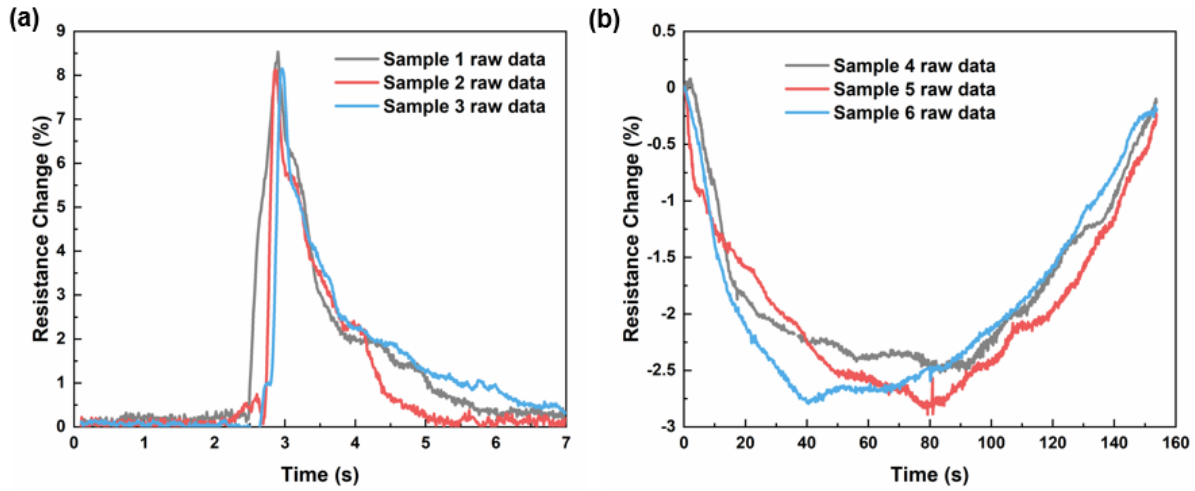 (a)
9
8
7
6
5
4
3
2
1
0
Resistance Change (%)
0 1 2 3 4 5 6 7
Time (s)
Sample 1 raw data
Sample 2 raw data
Sample 3 raw data
(b)
0.5
0
-0.5
-1
-1.5
-2
-2.5
-3
Resistance Change (%)
0 20 40 60 80 100 120 140 160
Time (s)
Sample 4 raw data
Sample 5 raw data
Sample 6 raw data